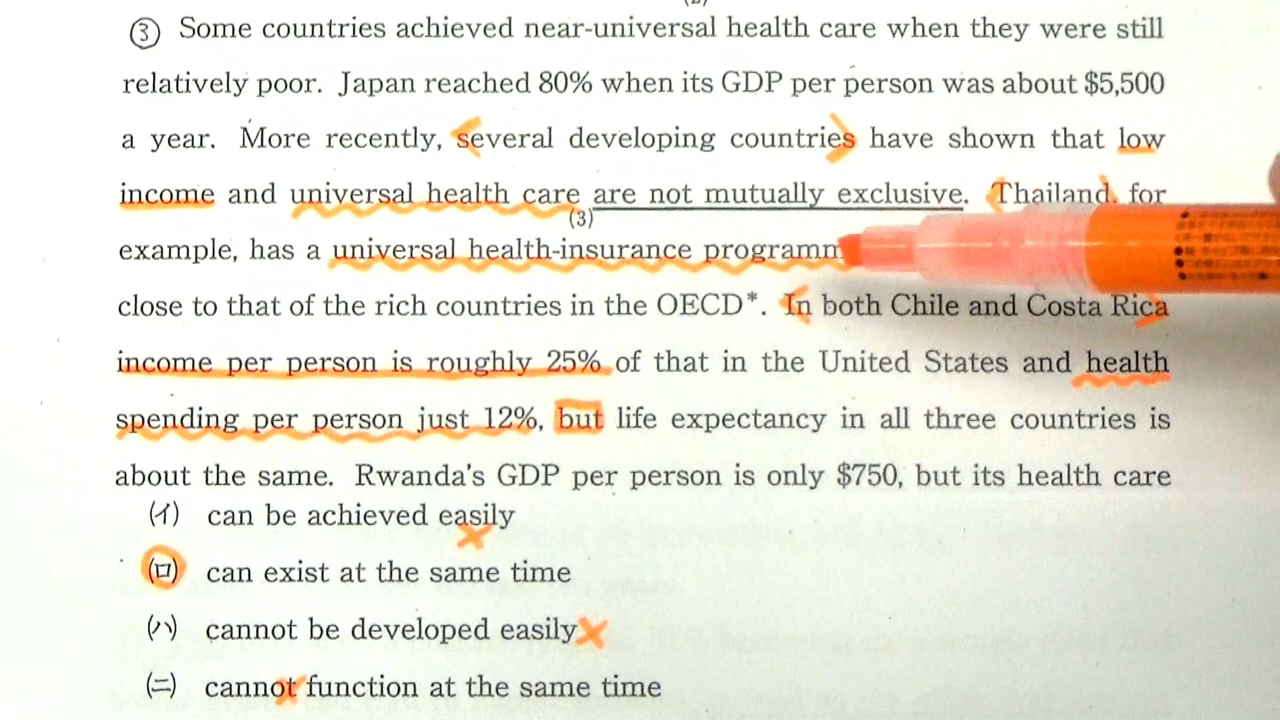 (2)
③ Some countries achieved near-universal health care when they were still
relatively poor. Japan reached 80% when its GDP per person was about $5,500
a year. More recently, several developing countries have shown that low
income and universal health care are not mutually exclusive. Thailand, for
(3)
example, has a universal health-insurance
close to that of the rich countries in the OECD*. In both Chile and Costa Rica
income per person is roughly 25% of that in the United States and health
spending per person just 12%, but life expectancy in all three countries is
about the same. Rwanda's GDP per person is only $750, but its health care
(イ) can be achieved easily
(ロ) can exist at the same time
(ハ) cannot be developed easily
(ニ) cannot function at the same time